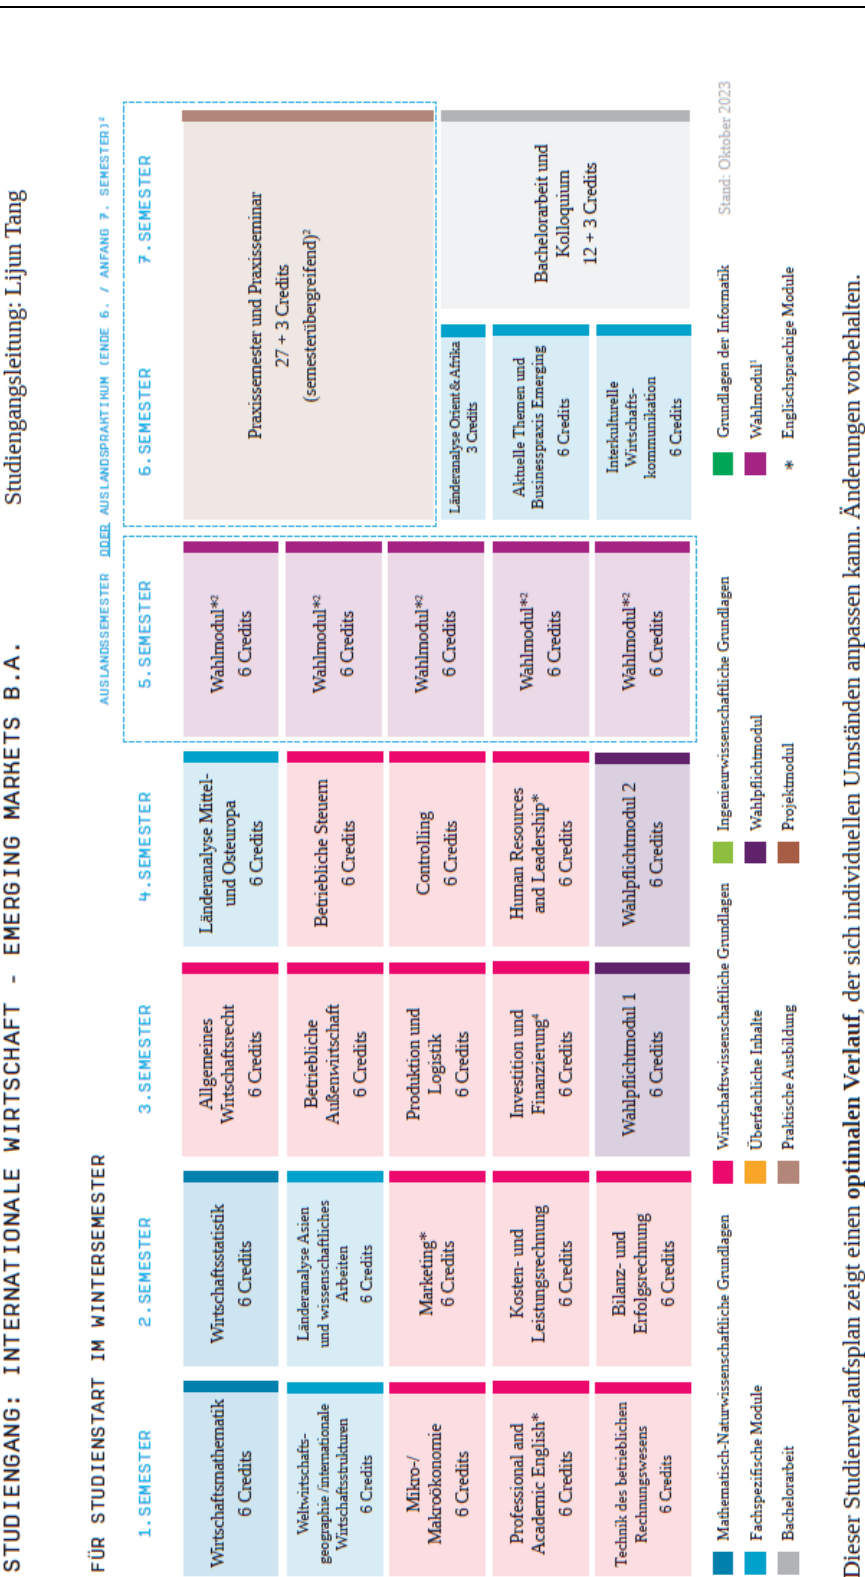 STUDIENGANG: INTERNATIONALE WIRTSCHAFT - EMERGING MARKETS B.A.
Studiengangsleitung: Lijun Tang
FÜR STUDIENSTART IM WINTERSEMESTER
AUSLANDSSEMESTER ODER AUSLANDSPRAKTIKUM (ENDE 6. / ANFANG 7. SEMESTER)²
1.SEMESTER
2.SEMESTER
3.SEMESTER
4.SEMESTER
5.SEMESTER
6.SEMESTER
7.SEMESTER
Wirtschaftsmathematik
6 Credits
Wirtschaftsstatistik
6 Credits
Allgemeines
Wirtschaftsrecht
6 Credits
Länderanalyse Mittel-
und Osteuropa
6 Credits
Wahlmodul*²
6 Credits
Praxissemester und Praxisseminar
27 + 3 Credits
(semesterübergreifend)²
Weltwirtschafts-
geographie /internationale
Wirtschaftsstrukturen
6 Credits
Länderanalyse Asien
und wissenschaftliches
Arbeiten
6 Credits
Betriebliche
Außenwirtschaft
6 Credits
Betriebliche Steuern
6 Credits
Wahlmodul*²
6 Credits
Mikro-/
Makroökonomie
6 Credits
Marketing*
6 Credits
Produktion und
Logistik
6 Credits
Controlling
6 Credits
Wahlmodul*²
6 Credits
Länderanalyse Orient & Afrika
3 Credits
Bachelorarbeit und
Kolloquium
12 + 3 Credits
Professional and
Academic English*
6 Credits
Kosten- und
Leistungsrechnung
6 Credits
Investition und
Finanzierung⁴
6 Credits
Human Resources
and Leadership*
6 Credits
Wahlmodul*²
6 Credits
Aktuelle Themen und
Businesspraxis Emerging
6 Credits
Technik des betrieblichen
Rechnungswesens
6 Credits
Bilanz- und
Erfolgsrechnung
6 Credits
Wahlpflichtmodul 1
6 Credits
Wahlpflichtmodul 2
6 Credits
Wahlmodul*²
6 Credits
Interkulturelle
Wirtschafts-
kommunikation
6 Credits
Mathematisch-Naturwissenschaftliche Grundlagen
Wirtschaftswissenschaftliche Grundlagen
Ingenieurwissenschaftliche Grundlagen
Grundlagen der Informatik
Stand: Oktober 2023
Fachspezifische Module
Überfachliche Inhalte
Wahlpflichtmodul
Wahlmodul¹
Bachelorarbeit
Praktische Ausbildung
Projektmodul
* Englischsprachige Module
Dieser Studienverlaufsplan zeigt einen optimalen Verlauf, der sich individuellen Umständen anpassen kann. Änderungen vorbehalten.